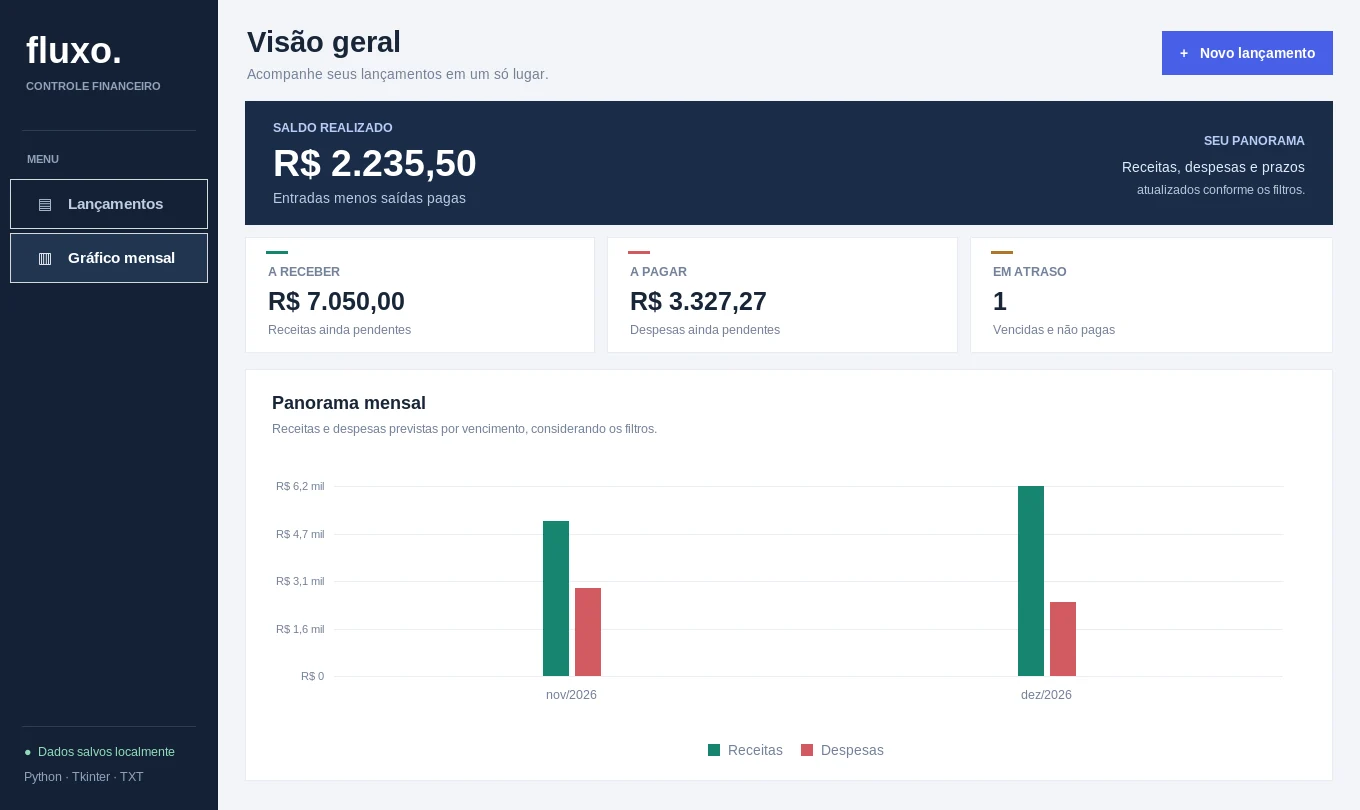 fluxo.
CONTROLE FINANCEIRO
MENU
Lançamentos
Gráfico mensal
● Dados salvos localmente
Python · Tkinter · TXT
Visão geral
Acompanhe seus lançamentos em um só lugar.
+ Novo lançamento
SALDO REALIZADO
R$ 2.235,50
Entradas menos saídas pagas
SEU PANORAMA
Receitas, despesas e prazos
atualizados conforme os filtros.
A RECEBER
R$ 7.050,00
Receitas ainda pendentes
A PAGAR
R$ 3.327,27
Despesas ainda pendentes
EM ATRASO
1
Vencidas e não pagas
Panorama mensal
Receitas e despesas previstas por vencimento, considerando os filtros.
R$ 6,2 mil
R$ 4,7 mil
R$ 3,1 mil
R$ 1,6 mil
R$ 0
nov/2026
dez/2026
Receitas
Despesas